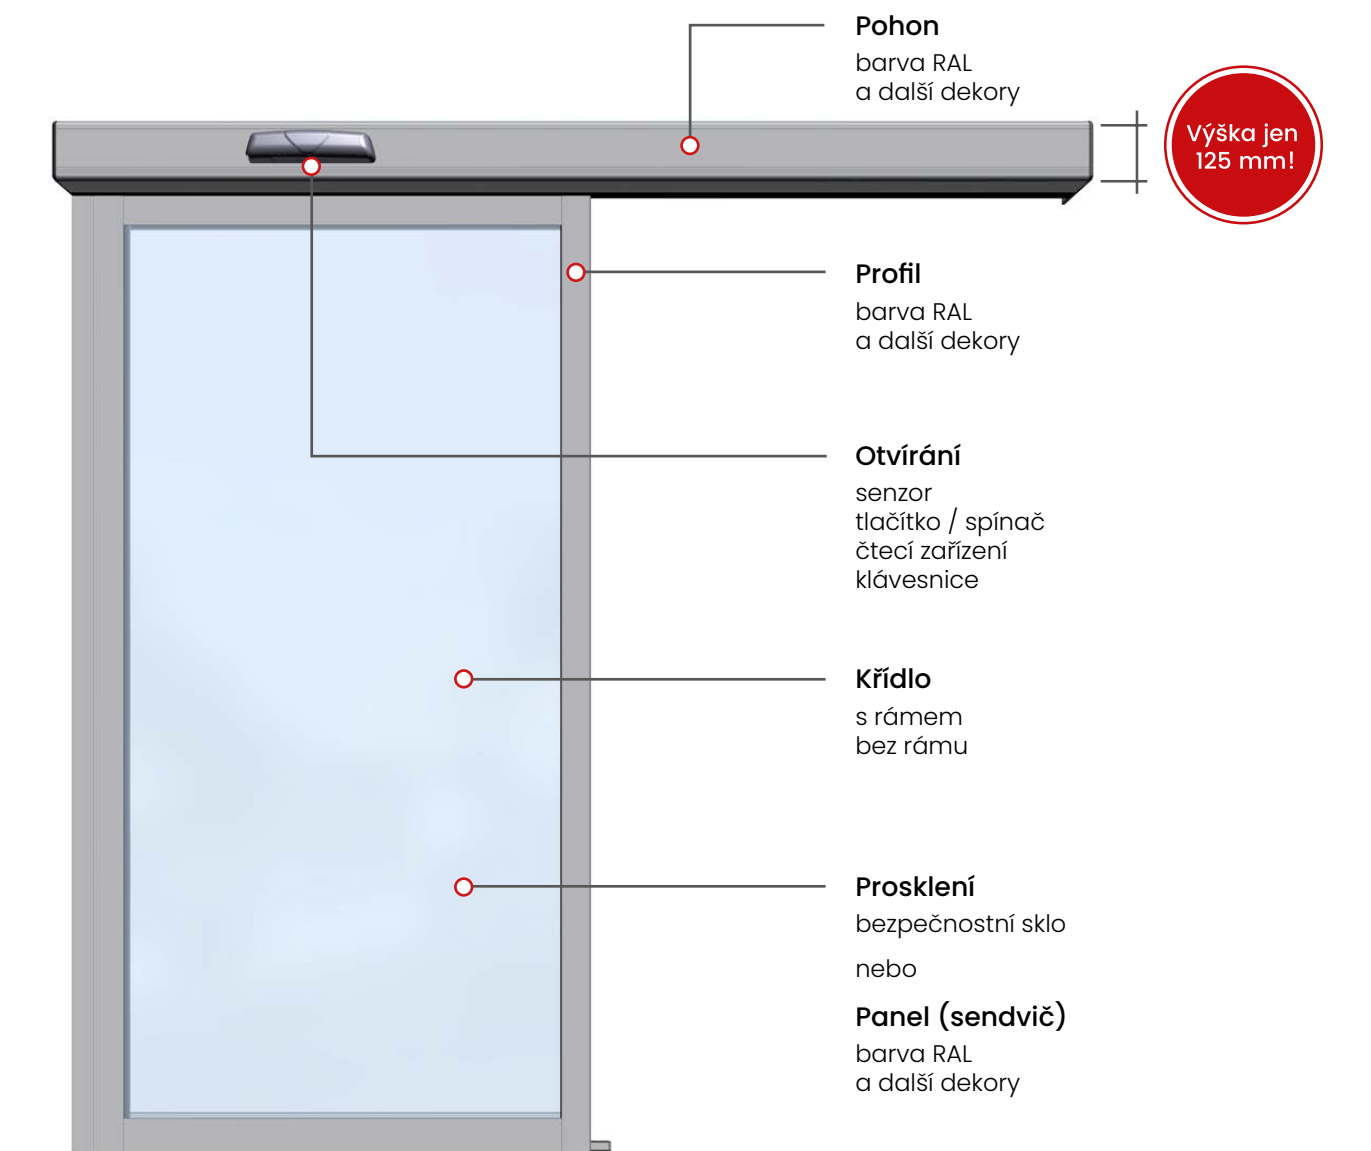 Pohon
barva RAL
a další dekory
Výška jen
125 mm!
Profil
barva RAL
a další dekory
Otvírání
senzor
tlačítko / spínač
čtecí zařízení
klávesnice
Křídlo
s rámem
bez rámu
Prosklení
bezpečnostní sklo
nebo
Panel (sendvič)
barva RAL
a další dekory